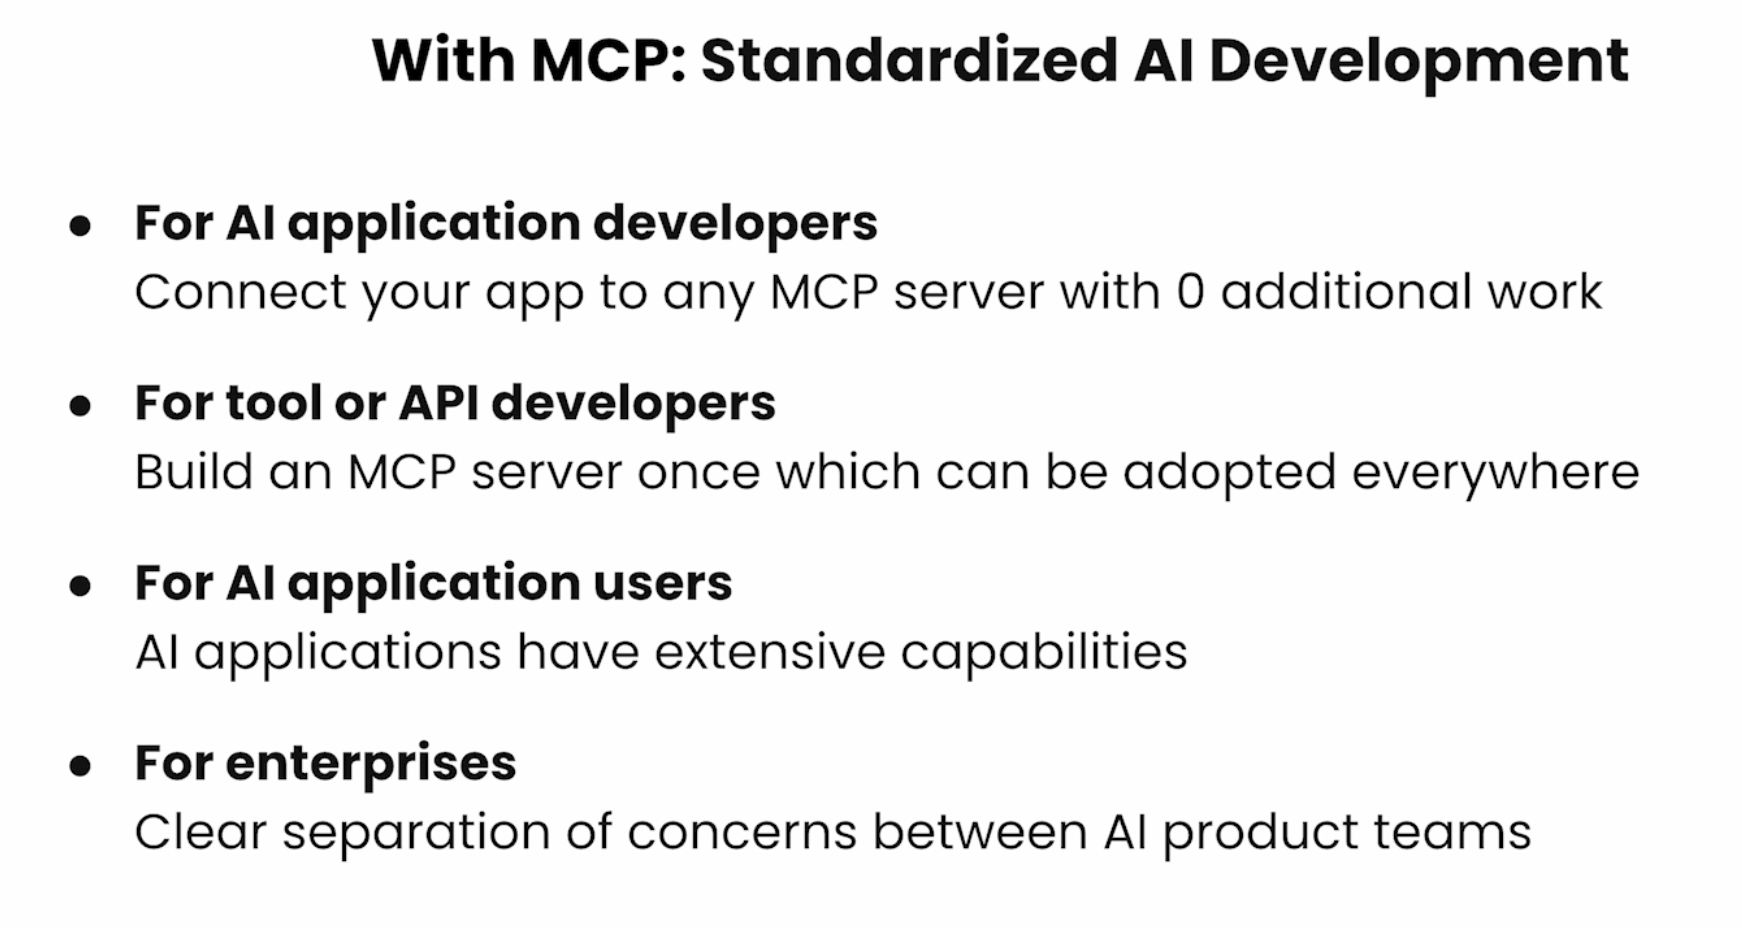 With MCP: Standardized AI Development
● For AI application developers
Connect your app to any MCP server with 0 additional work
● For tool or API developers
Build an MCP server once which can be adopted everywhere
● For AI application users
AI applications have extensive capabilities
● For enterprises
Clear separation of concerns between AI product teams